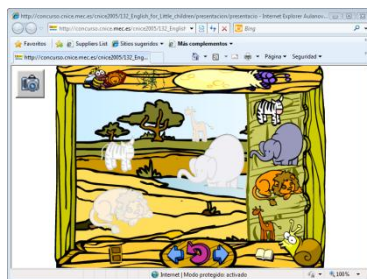 http://concurso.cnice.mec.es/cnice2005/132_English_for_Little_children/presentacion/presentacio - Internet Explorer Aulanov
http://concurso.cnice.mec.es/cnice2005/132_English
Bing
Favoritos
Suppliers List
Sitios sugeridos
Más complementos
http://concurso.cnice.mec.es/cnice2005/132_Eng...
Página
Seguridad
Internet | Modo protegido: activado
100%